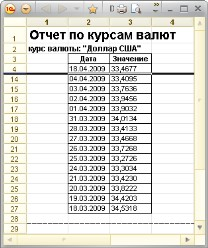 1 2 3 4
1 Отчет по курсам валют
2 курс валюты: "Доллар США"
3 Дата Значение
4 18.04.2009 33,4677
14 04.04.2009 33,4095
15 03.04.2009 33,7636
16 02.04.2009 33,9456
17 01.04.2009 33,9032
18 31.03.2009 34,0134
19 28.03.2009 33,4133
20 27.03.2009 33,4668
21 26.03.2009 33,7268
22 25.03.2009 33,2726
23 24.03.2009 33,3034
24 21.03.2009 33,4230
25 20.03.2009 33,8222
26 19.03.2009 34,4203
27 18.03.2009 34,5318
28
29